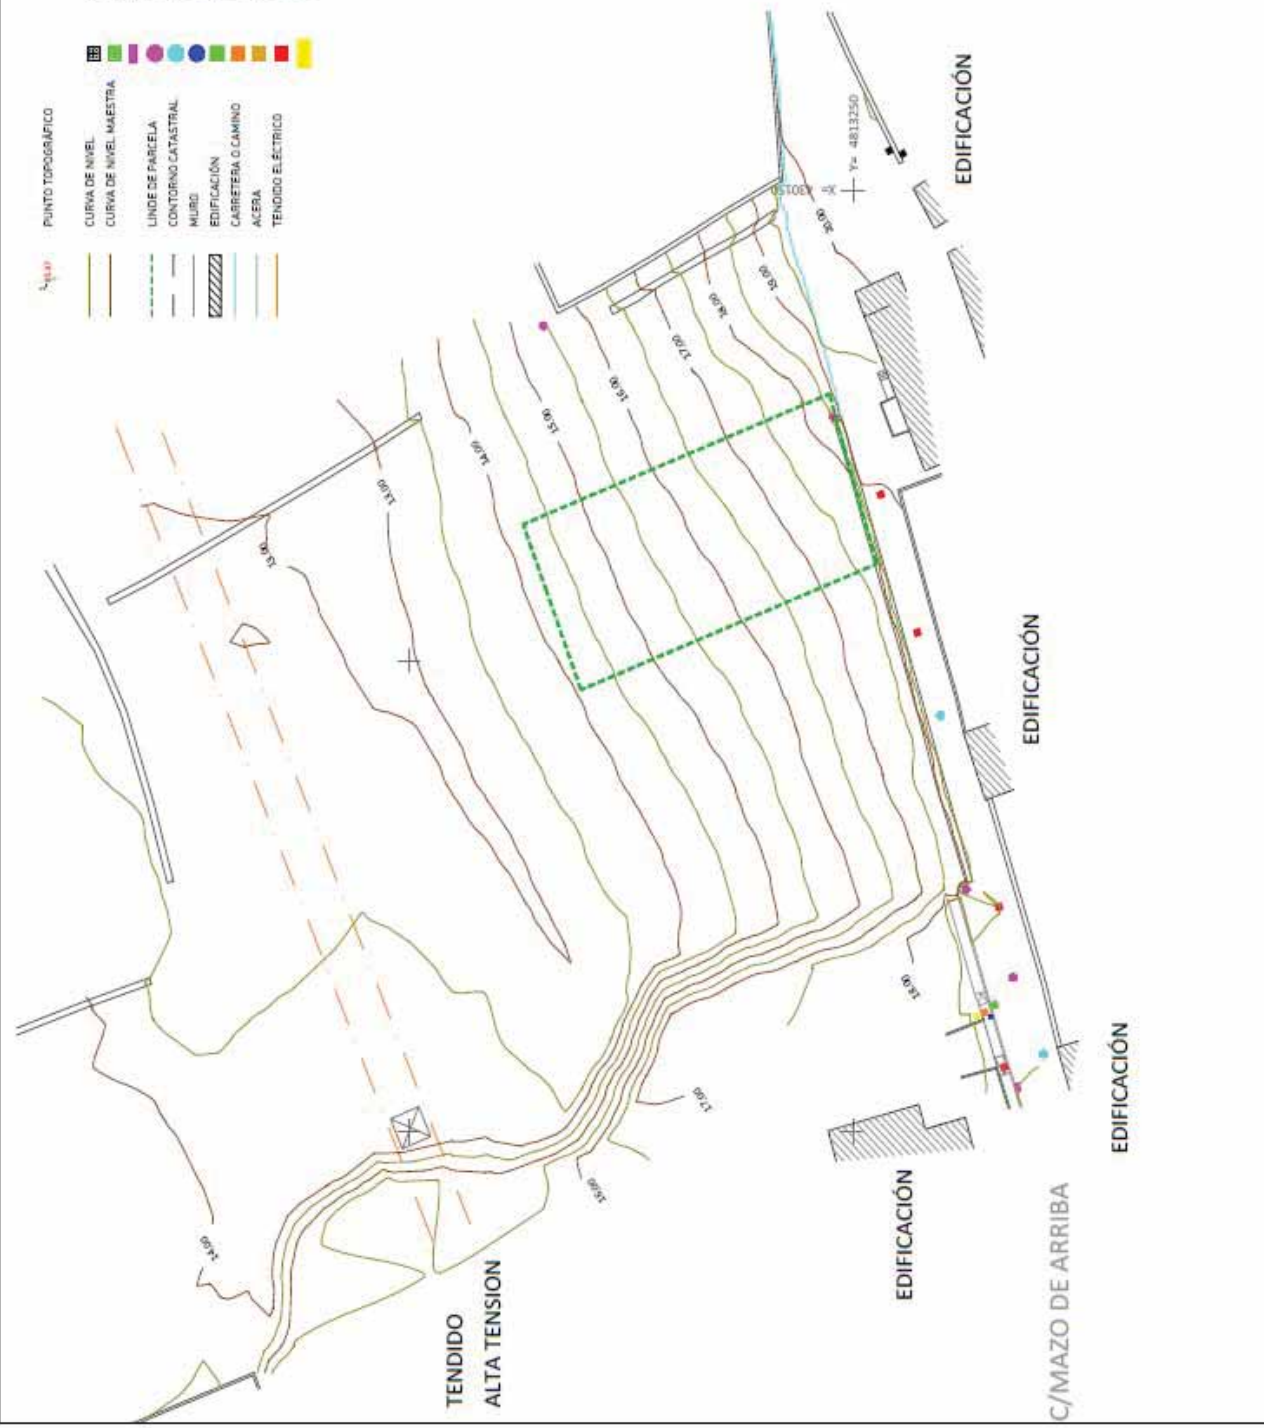 PUNTO TOPOGRÁFICO
CURVA DE NIVEL
CURVA DE NIVEL MAESTRA
LINDE DE PARCELA
CONTORNO CATASTRAL
MURO
EDIFICACIÓN
CARRETERA O CAMINO
ACERA
TENDIDO ELÉCTRICO
EDIFICACIÓN
Y= 4813250
X= 430150
20.00
19.00
18.00
17.00
16.00
15.00
14.00
13.00
13.00
EDIFICACIÓN
18.00
17.00
15.00
14.00
EDIFICACIÓN
EDIFICACIÓN
TENDIDO
ALTA TENSION
C/MAZO DE ARRIBA